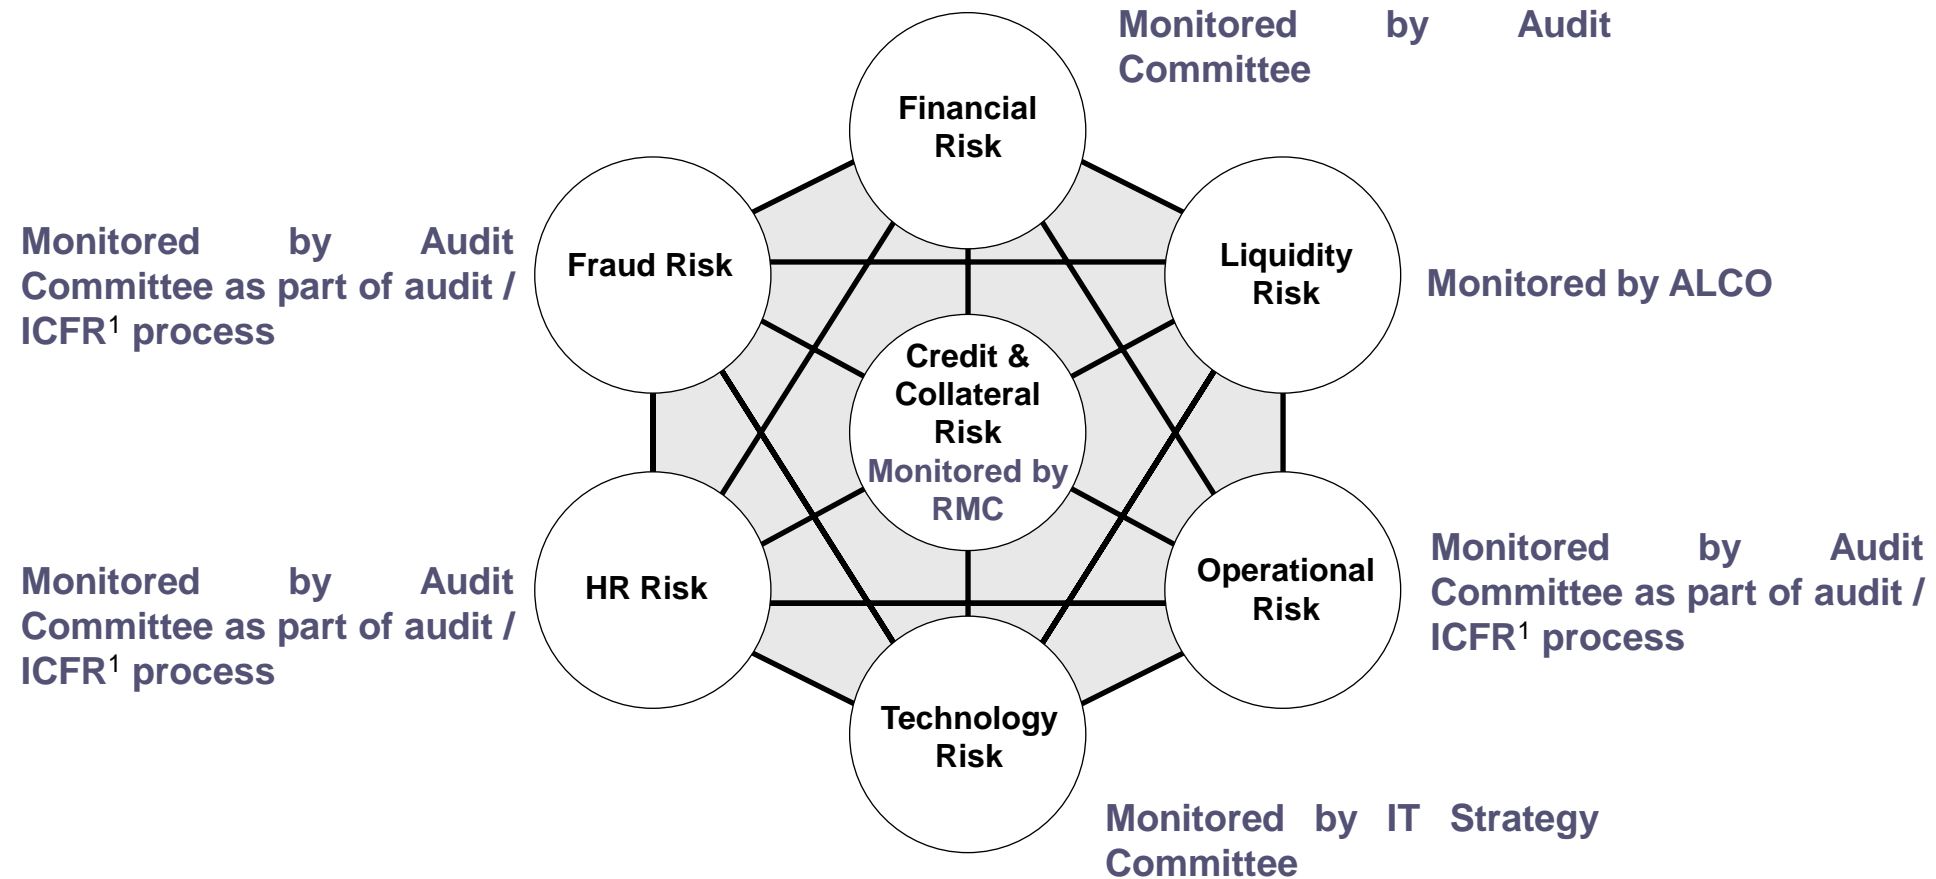 Monitored by Audit
Committee
Financial
Risk
Monitored by Audit
Committee as part of audit /
ICFR¹ process
Fraud Risk
Liquidity
Risk
Monitored by ALCO
Credit &
Collateral
Risk
Monitored by
RMC
Monitored by Audit
Committee as part of audit /
ICFR¹ process
HR Risk
Operational
Risk
Monitored by Audit
Committee as part of audit /
ICFR¹ process
Technology
Risk
Monitored by IT Strategy
Committee